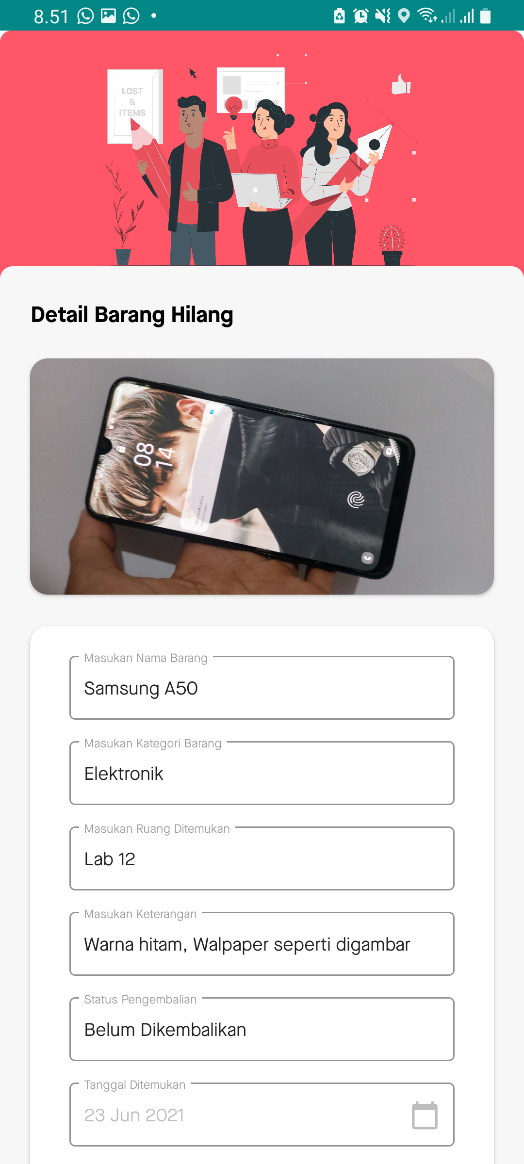 8.51
LOST
&
ITEMS
Detail Barang Hilang
08
14
Masukan Nama Barang
Samsung A50
Masukan Kategori Barang
Elektronik
Masukan Ruang Ditemukan
Lab 12
Masukan Keterangan
Warna hitam, Walpaper seperti digambar
Status Pengembalian
Belum Dikembalikan
Tanggal Ditemukan
23 Jun 2021